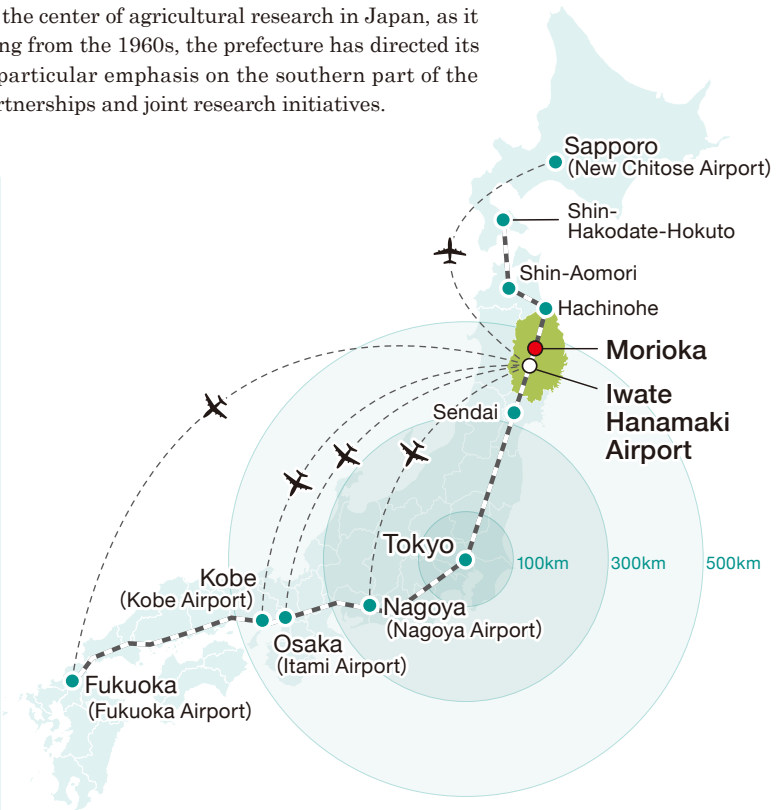 the center of agricultural research in Japan, as it
ng from the 1960s, the prefecture has directed its
particular emphasis on the southern part of the
rtnerships and joint research initiatives.
Sapporo
(New Chitose Airport)
Shin-
Hakodate-Hokuto
Shin-Aomori
Hachinohe
Morioka
Iwate
Hanamaki
Airport
Sendai
Tokyo
100km
300km
500km
Kobe
(Kobe Airport)
Nagoya
(Nagoya Airport)
Osaka
(Itami Airport)
Fukuoka
(Fukuoka Airport)